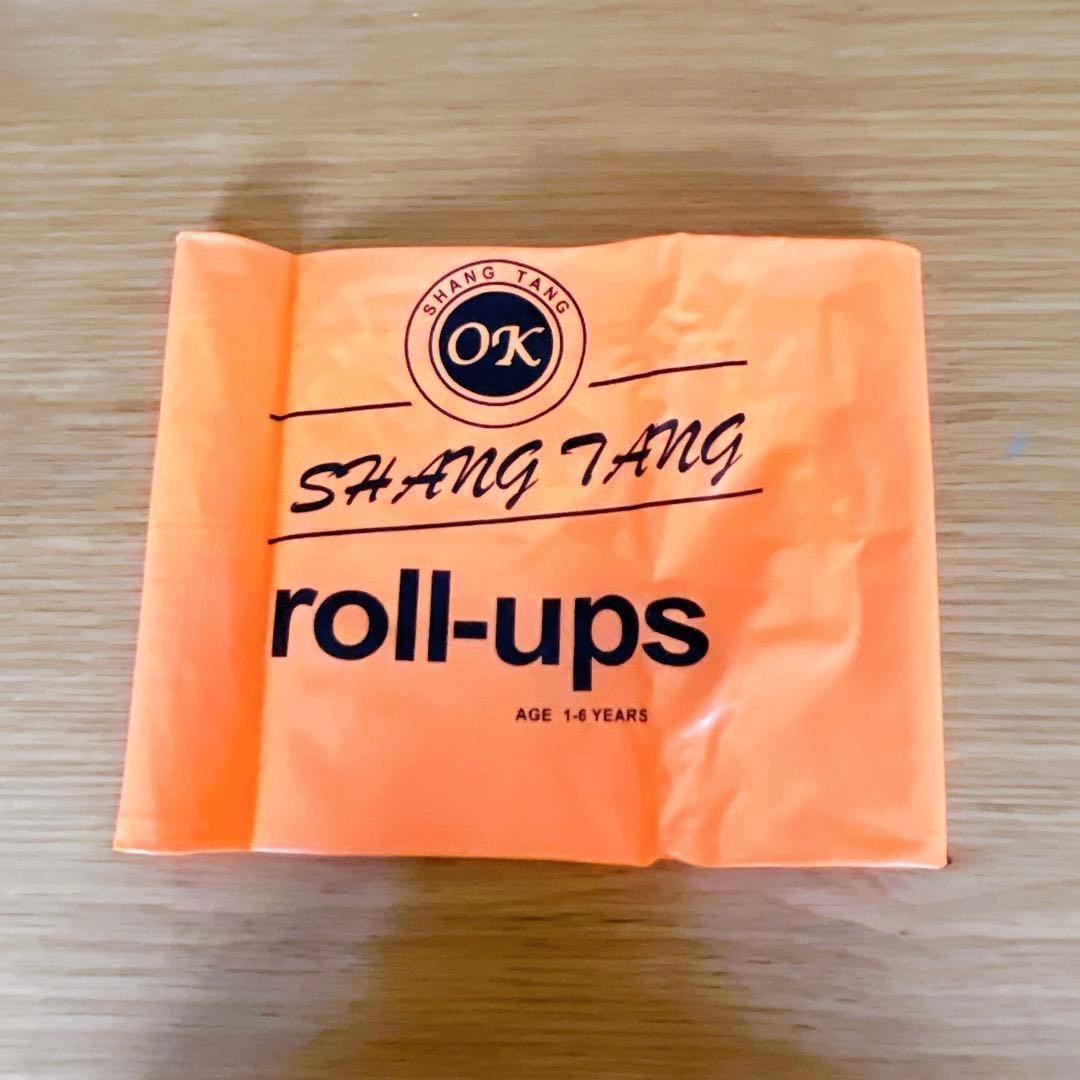 SHANG TANG
OK
SHANG TANG
roll-ups
AGE 1-6 YEARS